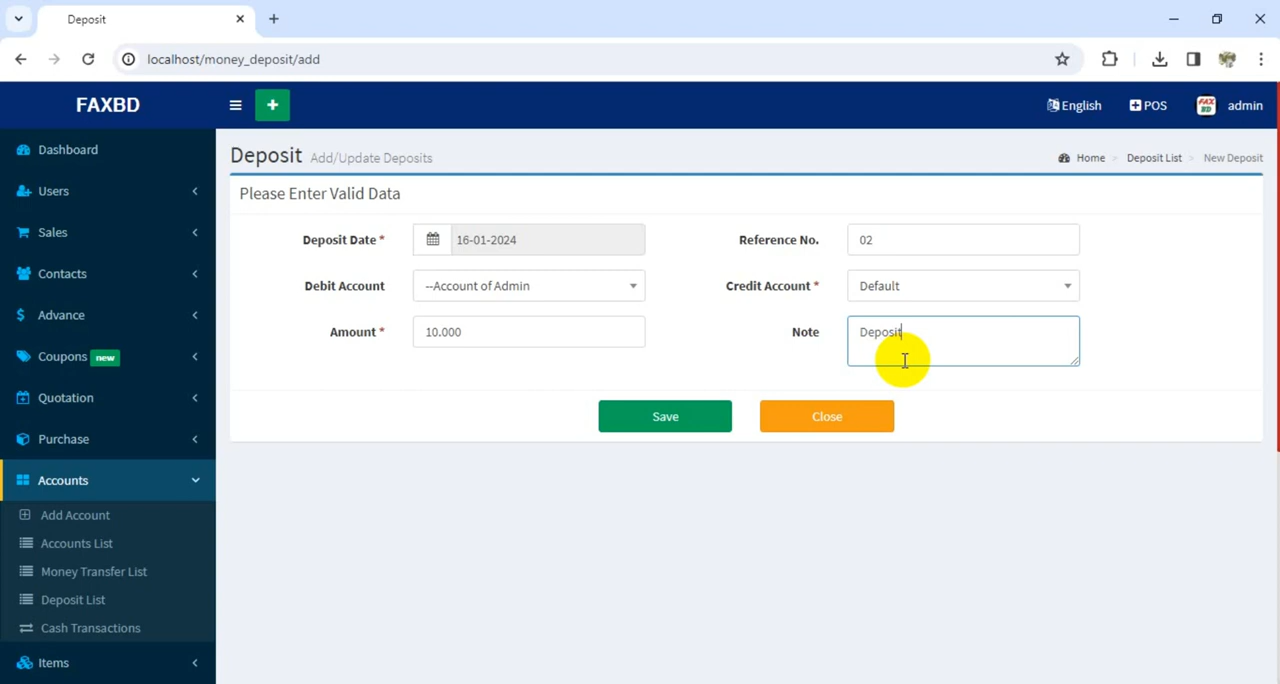 Deposit
localhost/money_deposit/add
FAXBD
English
POS
FAX BD
admin
Dashboard
Users
Sales
Contacts
Advance
Coupons new
Quotation
Purchase
Accounts
Add Account
Accounts List
Money Transfer List
Deposit List
Cash Transactions
Items
Deposit Add/Update Deposits
Home > Deposit List > New Deposit
Please Enter Valid Data
Deposit Date * 16-01-2024
Reference No. 02
Debit Account --Account of Admin
Credit Account * Default
Amount * 10.000
Note Deposit
Save
Close